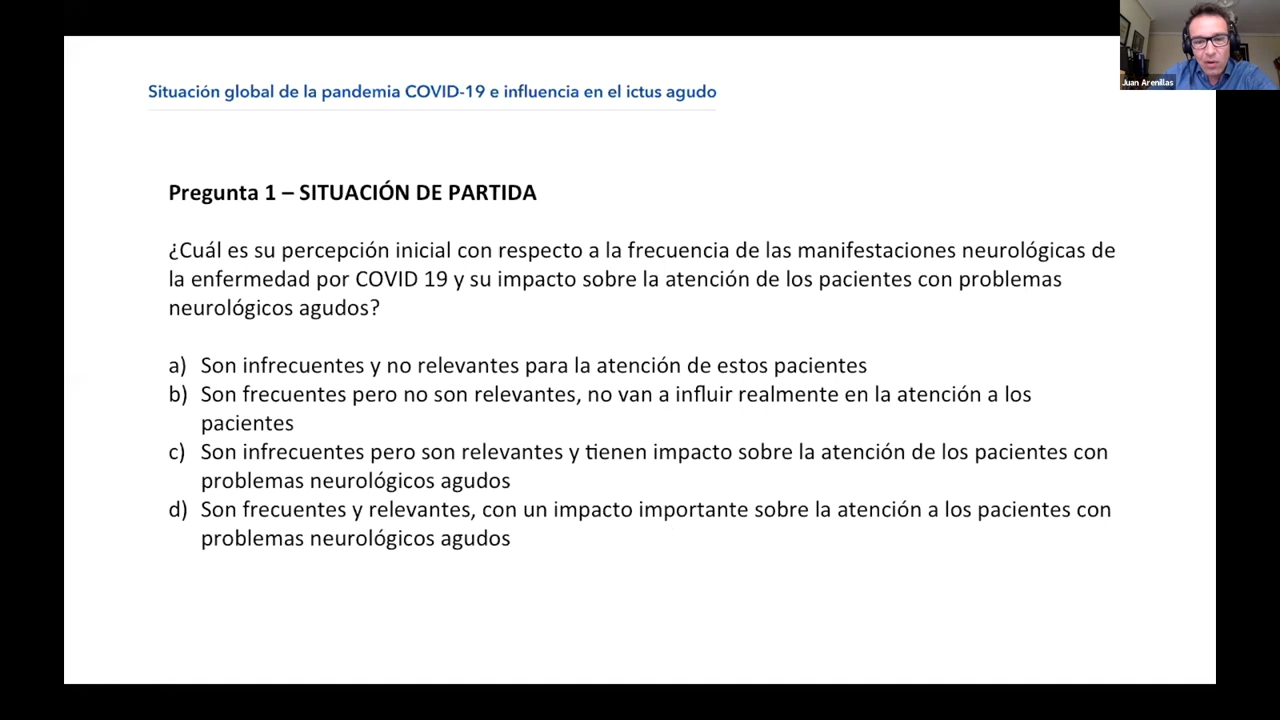 Situación global de la pandemia COVID-19 e influencia en el ictus agudo
Juan Arenillas
Pregunta 1 – SITUACIÓN DE PARTIDA
¿Cuál es su percepción inicial con respecto a la frecuencia de las manifestaciones neurológicas de
la enfermedad por COVID 19 y su impacto sobre la atención de los pacientes con problemas
neurológicos agudos?
a) Son infrecuentes y no relevantes para la atención de estos pacientes
b) Son frecuentes pero no son relevantes, no van a influir realmente en la atención a los
pacientes
c) Son infrecuentes pero son relevantes y tienen impacto sobre la atención de los pacientes con
problemas neurológicos agudos
d) Son frecuentes y relevantes, con un impacto importante sobre la atención a los pacientes con
problemas neurológicos agudos